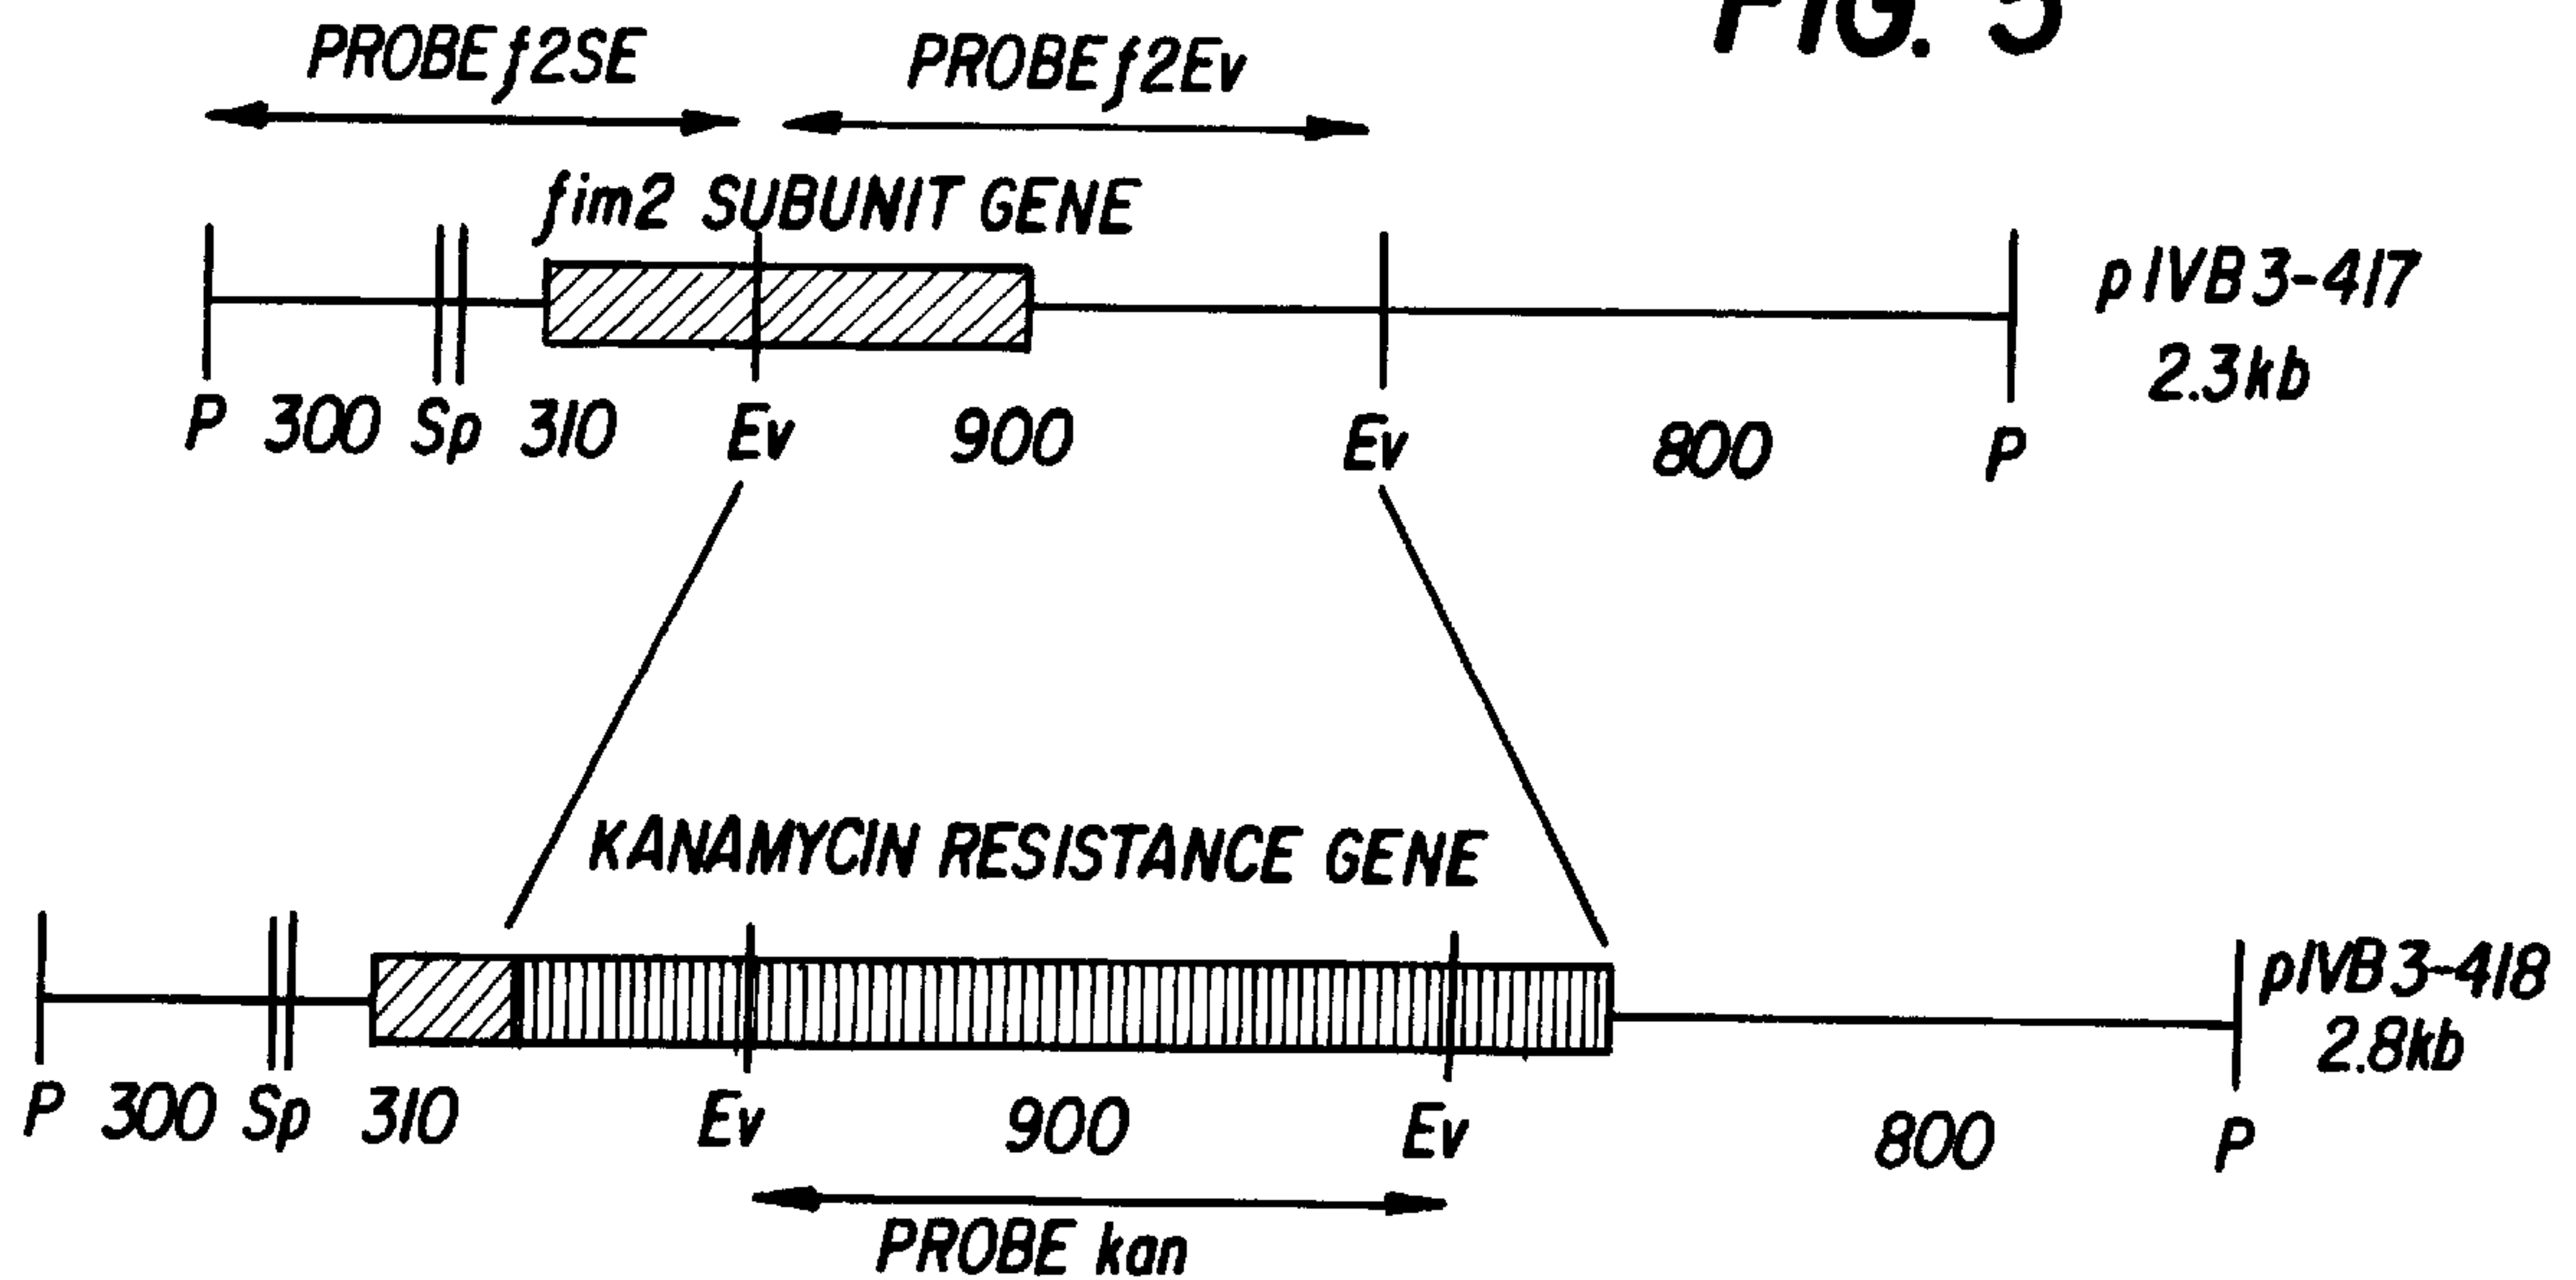 FIG. 5
PROBE f2SE PROBE f2Ev
fim2 SUBUNIT GENE
pIVB3-417
2.3kb
P 300 Sp 310 Ev 900 Ev 800 P
KANAMYCIN RESISTANCE GENE
pIVB3-418
2.8kb
P 300 Sp 310 Ev 900 Ev 800 P
PROBE kan